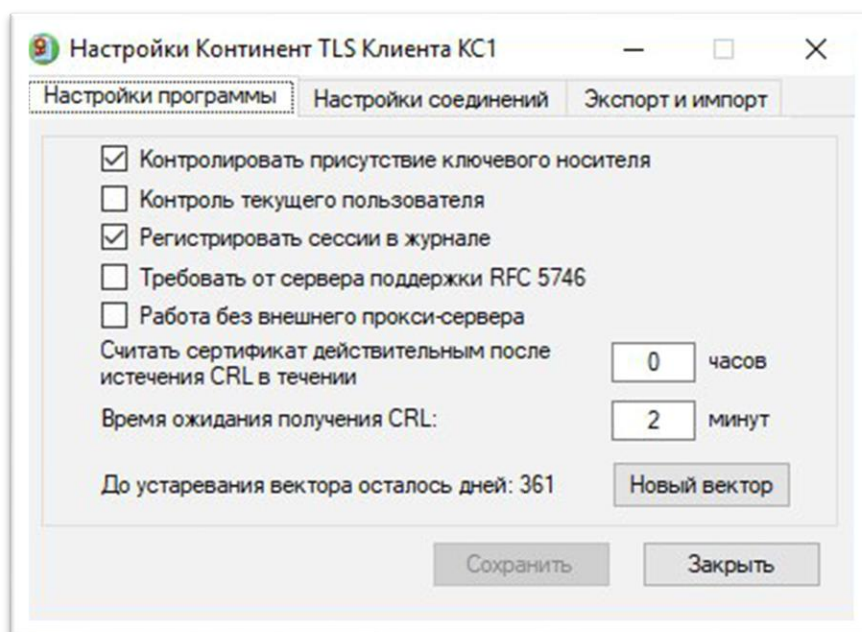 Настройки Континент TLS Клиента КС1
Настройки программы Настройки соединений Экспорт и импорт
Контролировать присутствие ключевого носителя
Контроль текущего пользователя
Регистрировать сессии в журнале
Требовать от сервера поддержки RFC 5746
Работа без внешнего прокси-сервера
Считать сертификат действительным после
истечения CRL в течении 0 часов
Время ожидания получения CRL: 2 минут
До устаревания вектора осталось дней: 361 Новый вектор
Сохранить Закрыть